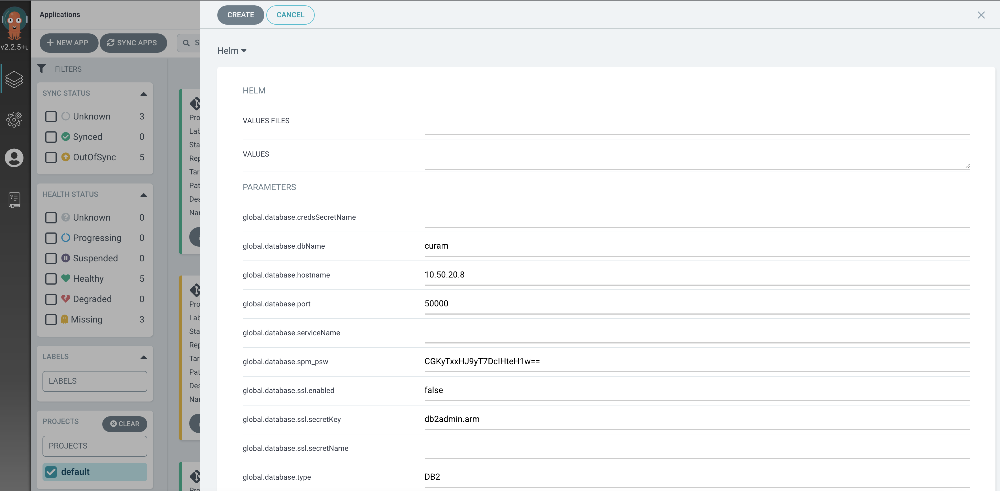 Applications
CREATE CANCEL
v2.2.5+
NEW APP SYNC APPS
Helm
FILTERS
SYNC STATUS
Unknown 3
Synced 0
OutOfSync 5
HEALTH STATUS
Unknown 0
Progressing 0
Suspended 0
Healthy 5
Degraded 0
Missing 3
LABELS
LABELS
PROJECTS CLEAR
PROJECTS
default
Pro
Lab
Sta
Rep
Tar
Pat
Des
Nar
Pro
Lab
Sta
Rep
Tar
Pat
Des
Nar
Pro
HELM
VALUES FILES
VALUES
PARAMETERS
global.database.credsSecretName
global.database.dbName curam
global.database.hostname 10.50.20.8
global.database.port 50000
global.database.serviceName
global.database.spm_psw CGKyTxxHJ9yT7DcIHteH1w==
global.database.ssl.enabled false
global.database.ssl.secretKey db2admin.arm
global.database.ssl.secretName
global.database.type DB2